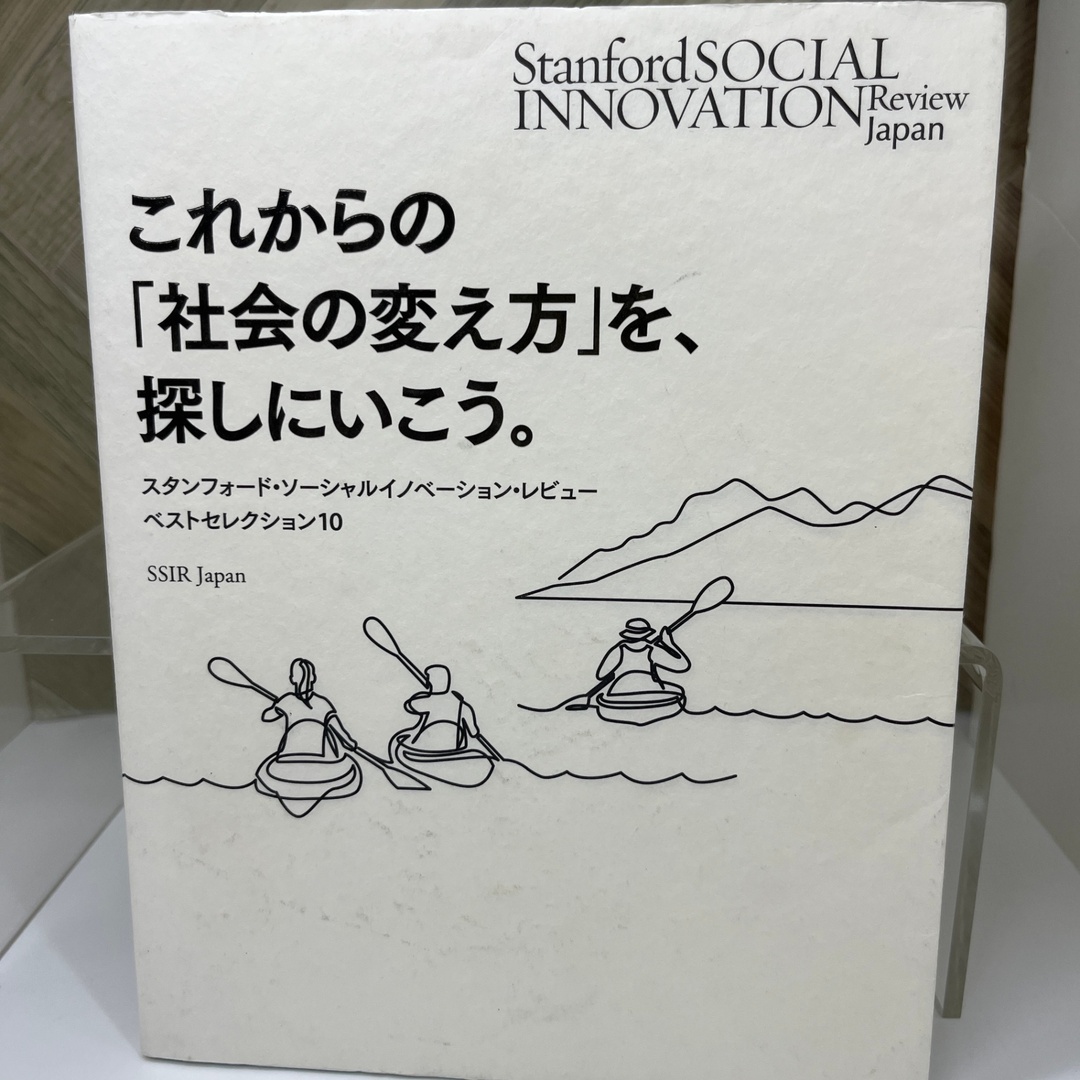 Stanford SOCIAL
INNOVATION Review
Japan
これからの
「社会の変え方」を、
探しにいこう。
スタンフォード・ソーシャルイノベーション・レビュー
ベストセレクション10
SSIR Japan